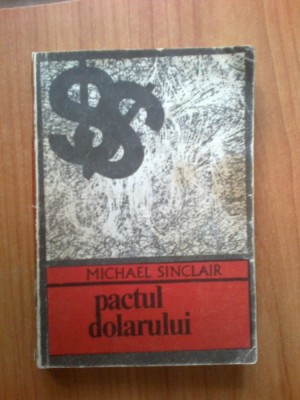 $$
MICHAEL SINCLAIR
pactul
dolarului